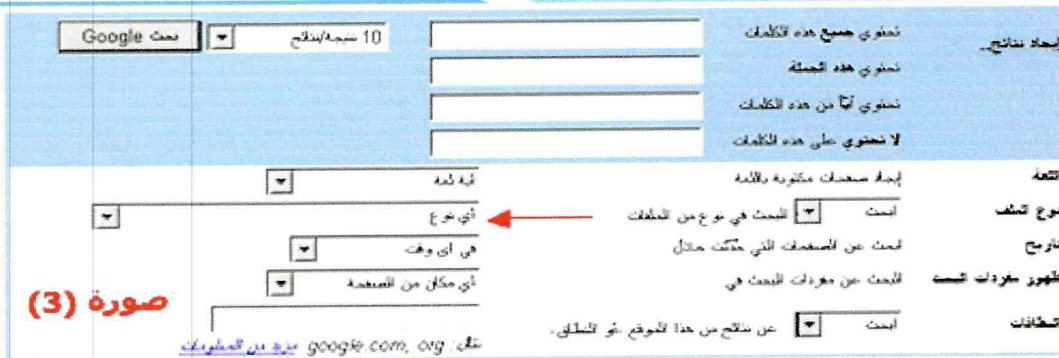 إيجاد نتائج..
تحتوي جميع هذه الكلمات
10 نتيجة/نتائج
بحث Google
تحتوي هذه الجملة
تحتوي أيًا من هذه الكلمات
لا تحتوي على هذه الكلمات
اللغة
إيجاد صفحات مكتوبة باللغة
أية لغة
نوع الملف
ابحث
البحث في نوع من الملفات
أي نوع
تاريخ
ابحث عن الصفحات التي حدّثت خلال
في أي وقت
ظهور مفردات البحث
البحث عن مفردات البحث في
أي مكان من الصفحة
النطاقات
ابحث
عن نتائج من هذا الموقع أو النطاق.
مثال: google.com, org مزيد من المعلومات
صورة (3)